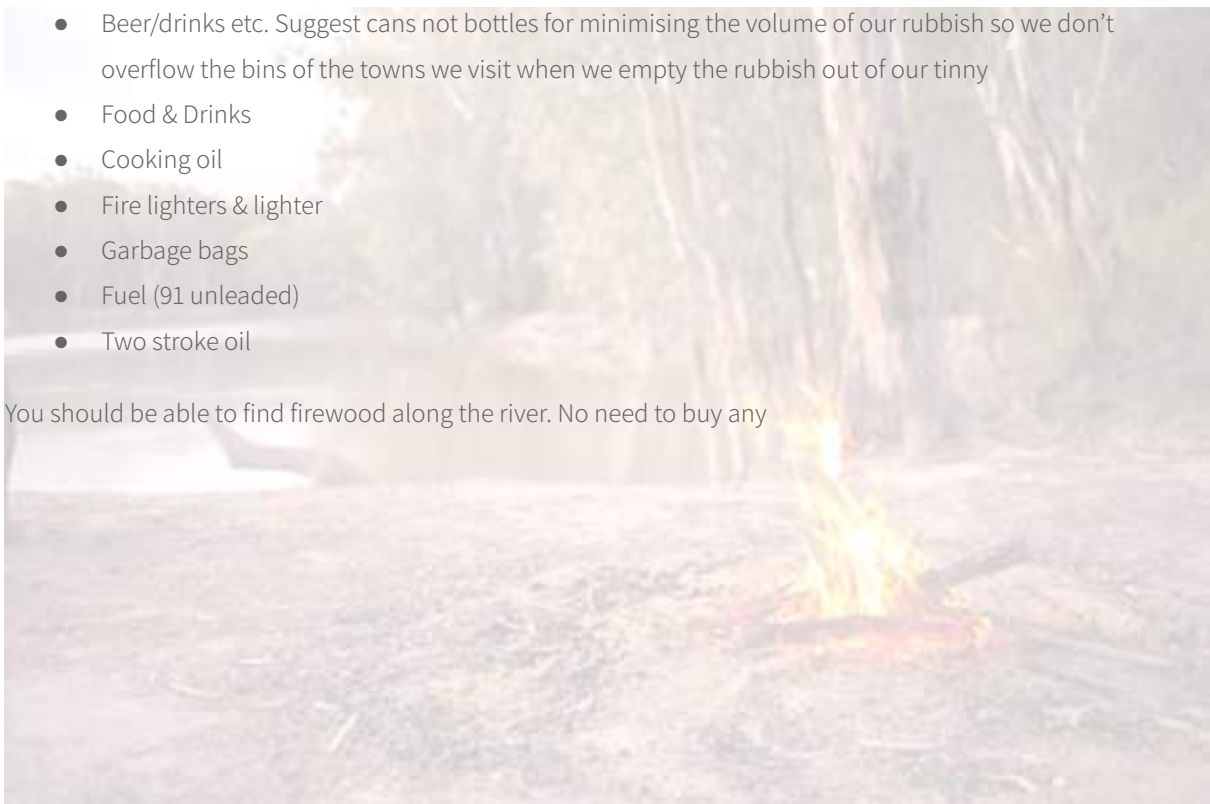 ● Beer/drinks etc. Suggest cans not bottles for minimising the volume of our rubbish so we don’t
overflow the bins of the towns we visit when we empty the rubbish out of our tinny
● Food & Drinks
● Cooking oil
● Fire lighters & lighter
● Garbage bags
● Fuel (91 unleaded)
● Two stroke oil
You should be able to find firewood along the river. No need to buy any